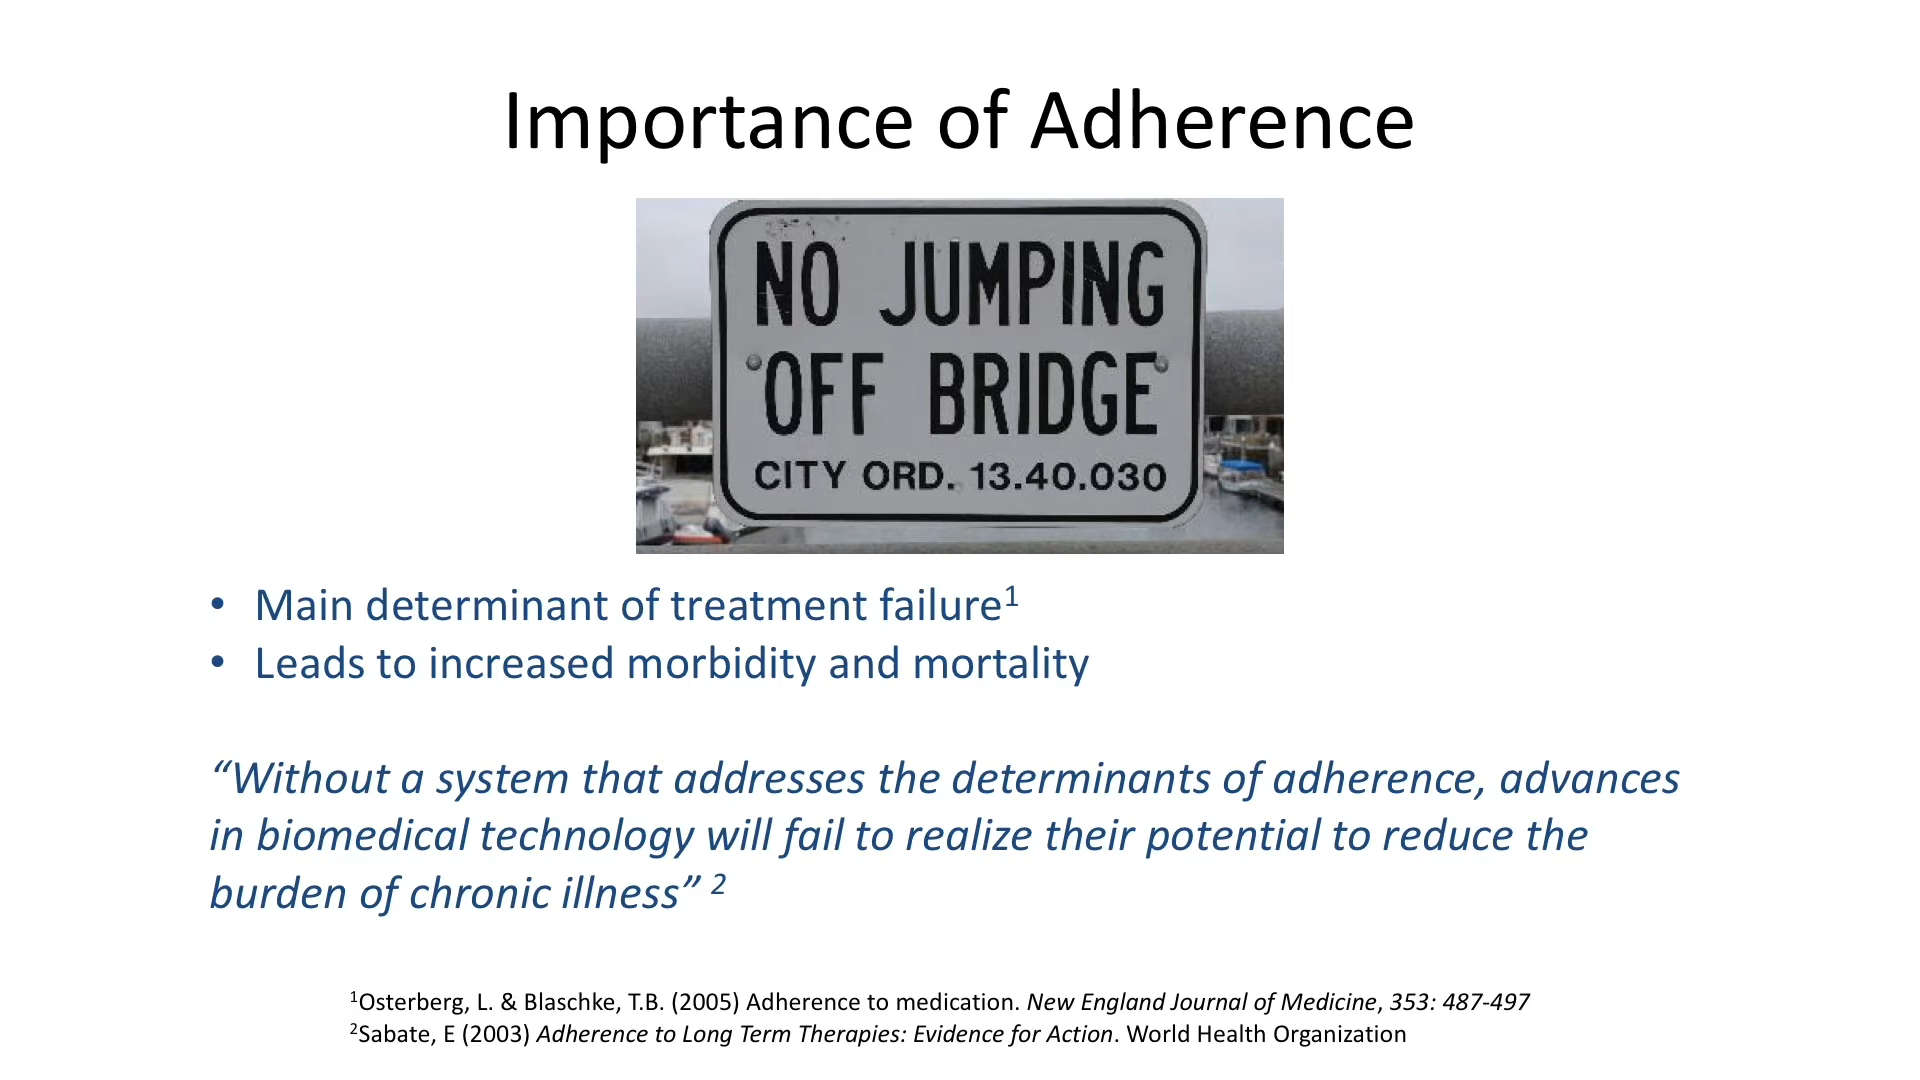 Importance of Adherence
NO JUMPING
OFF BRIDGE
CITY ORD. 13.40.030
• Main determinant of treatment failure¹
• Leads to increased morbidity and mortality
“Without a system that addresses the determinants of adherence, advances
in biomedical technology will fail to realize their potential to reduce the
burden of chronic illness” ²
¹Osterberg, L. & Blaschke, T.B. (2005) Adherence to medication. New England Journal of Medicine, 353: 487-497
²Sabate, E (2003) Adherence to Long Term Therapies: Evidence for Action. World Health Organization